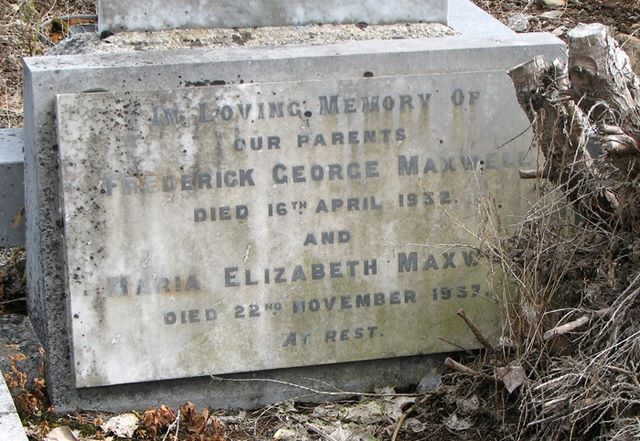 IN LOVING MEMORY OF
OUR PARENTS
FREDERICK GEORGE MAXWELL
DIED 16TH APRIL 1932.
AND
MARIA ELIZABETH MAXW
DIED 22ND NOVEMBER 1937.
AT REST.